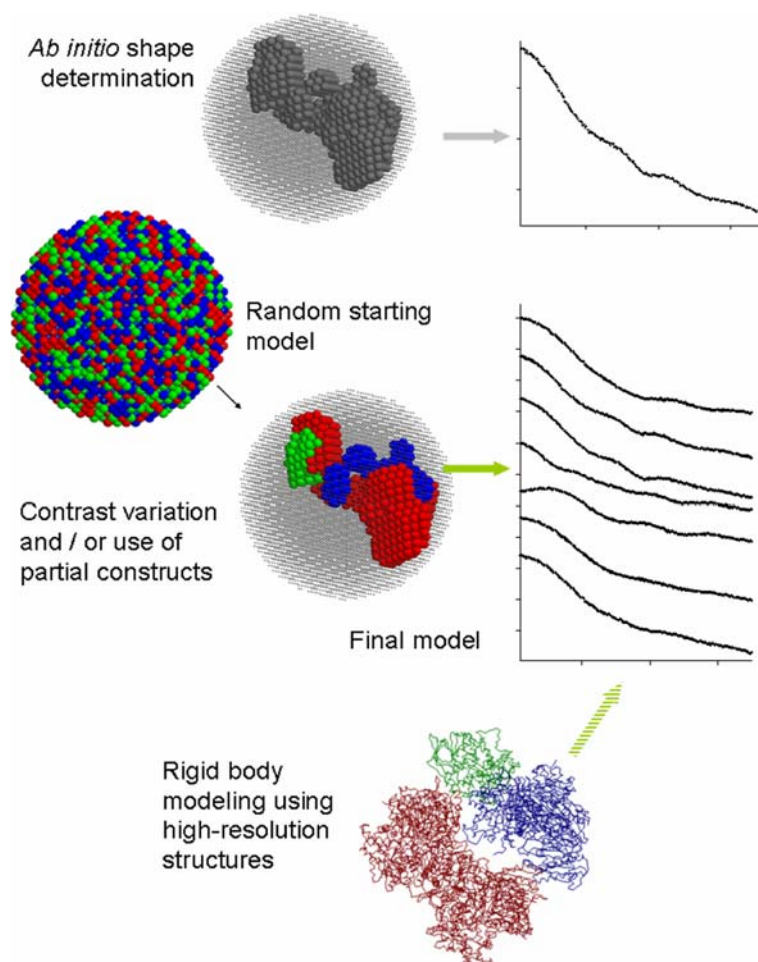 Ab initio shape
determination
Random starting
model
Contrast variation
and / or use of
partial constructs
Final model
Rigid body
modeling using
high-resolution
structures